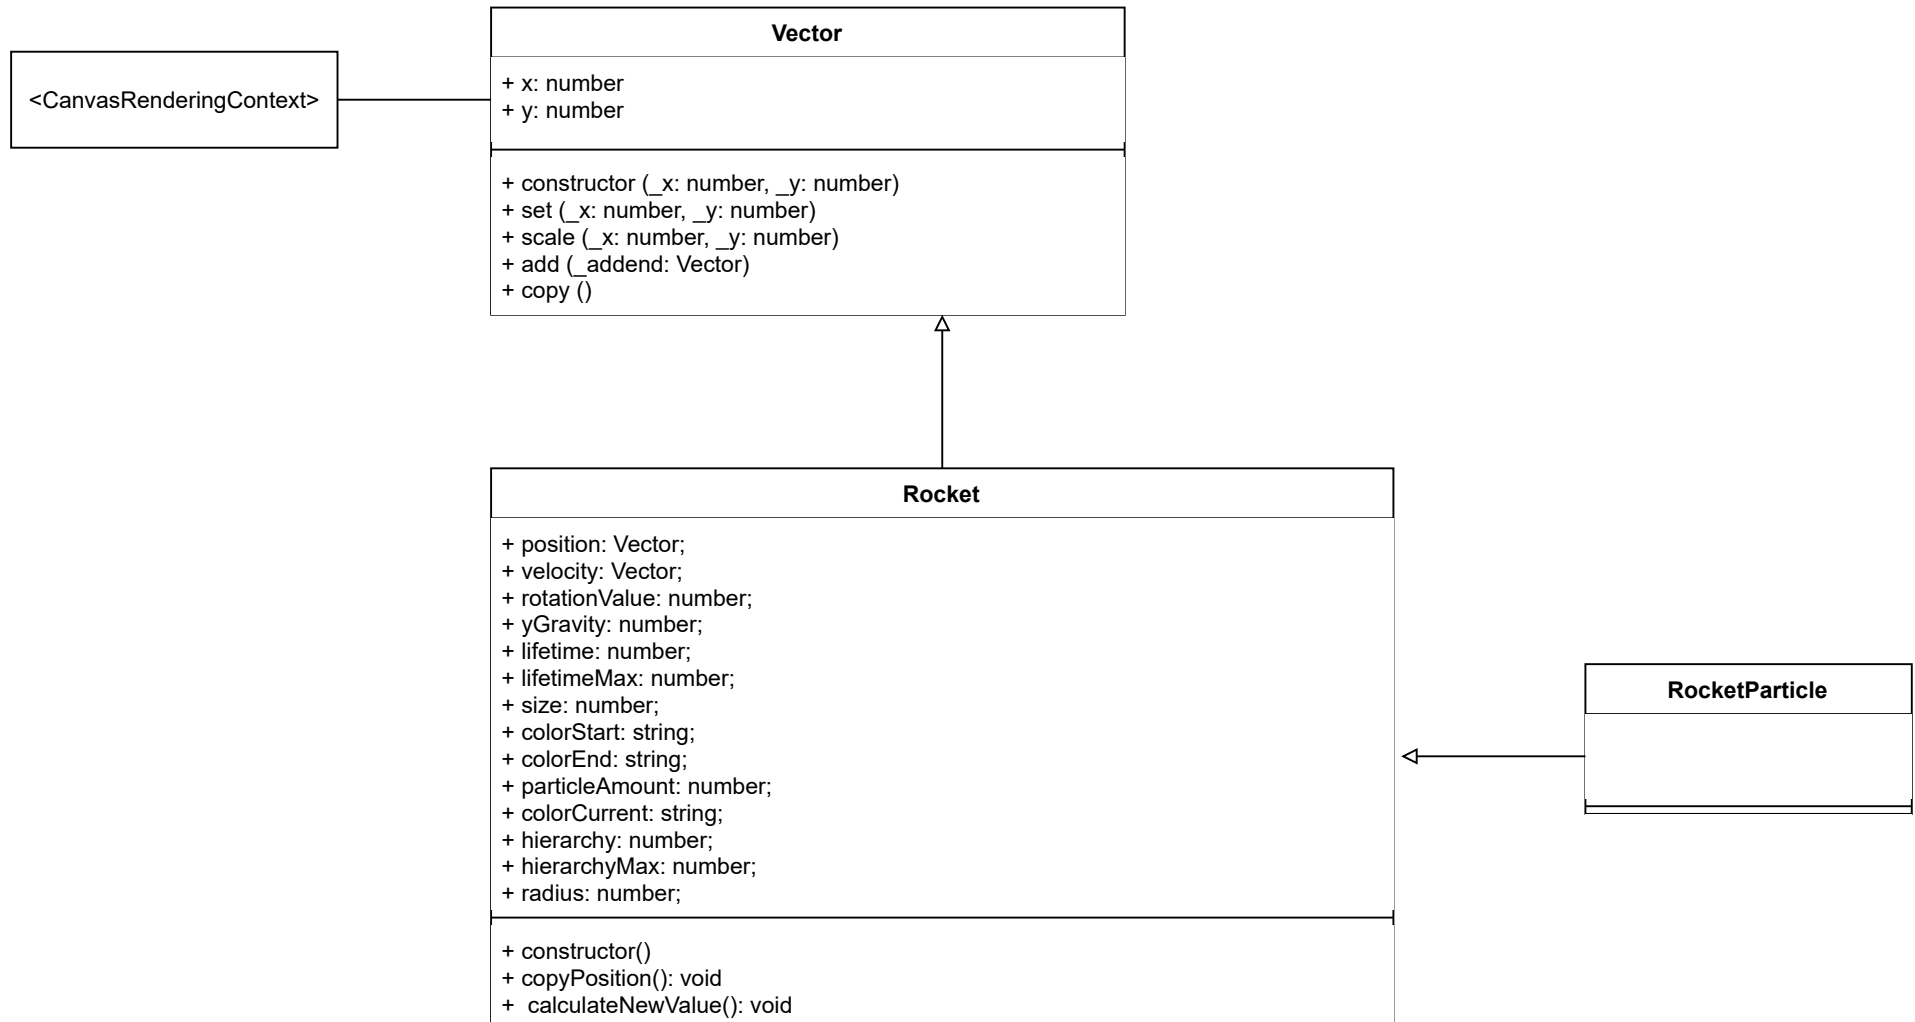 Vector
<CanvasRenderingContext>
+ x: number
+ y: number
+ constructor (_x: number, _y: number)
+ set (_x: number, _y: number)
+ scale (_x: number, _y: number)
+ add (_addend: Vector)
+ copy ()
Rocket
+ position: Vector;
+ velocity: Vector;
+ rotationValue: number;
+ yGravity: number;
+ lifetime: number;
+ lifetimeMax: number;
+ size: number;
+ colorStart: string;
+ colorEnd: string;
+ particleAmount: number;
+ colorCurrent: string;
+ hierarchy: number;
+ hierarchyMax: number;
+ radius: number;
+ constructor()
+ copyPosition(): void
+  calculateNewValue(): void
RocketParticle